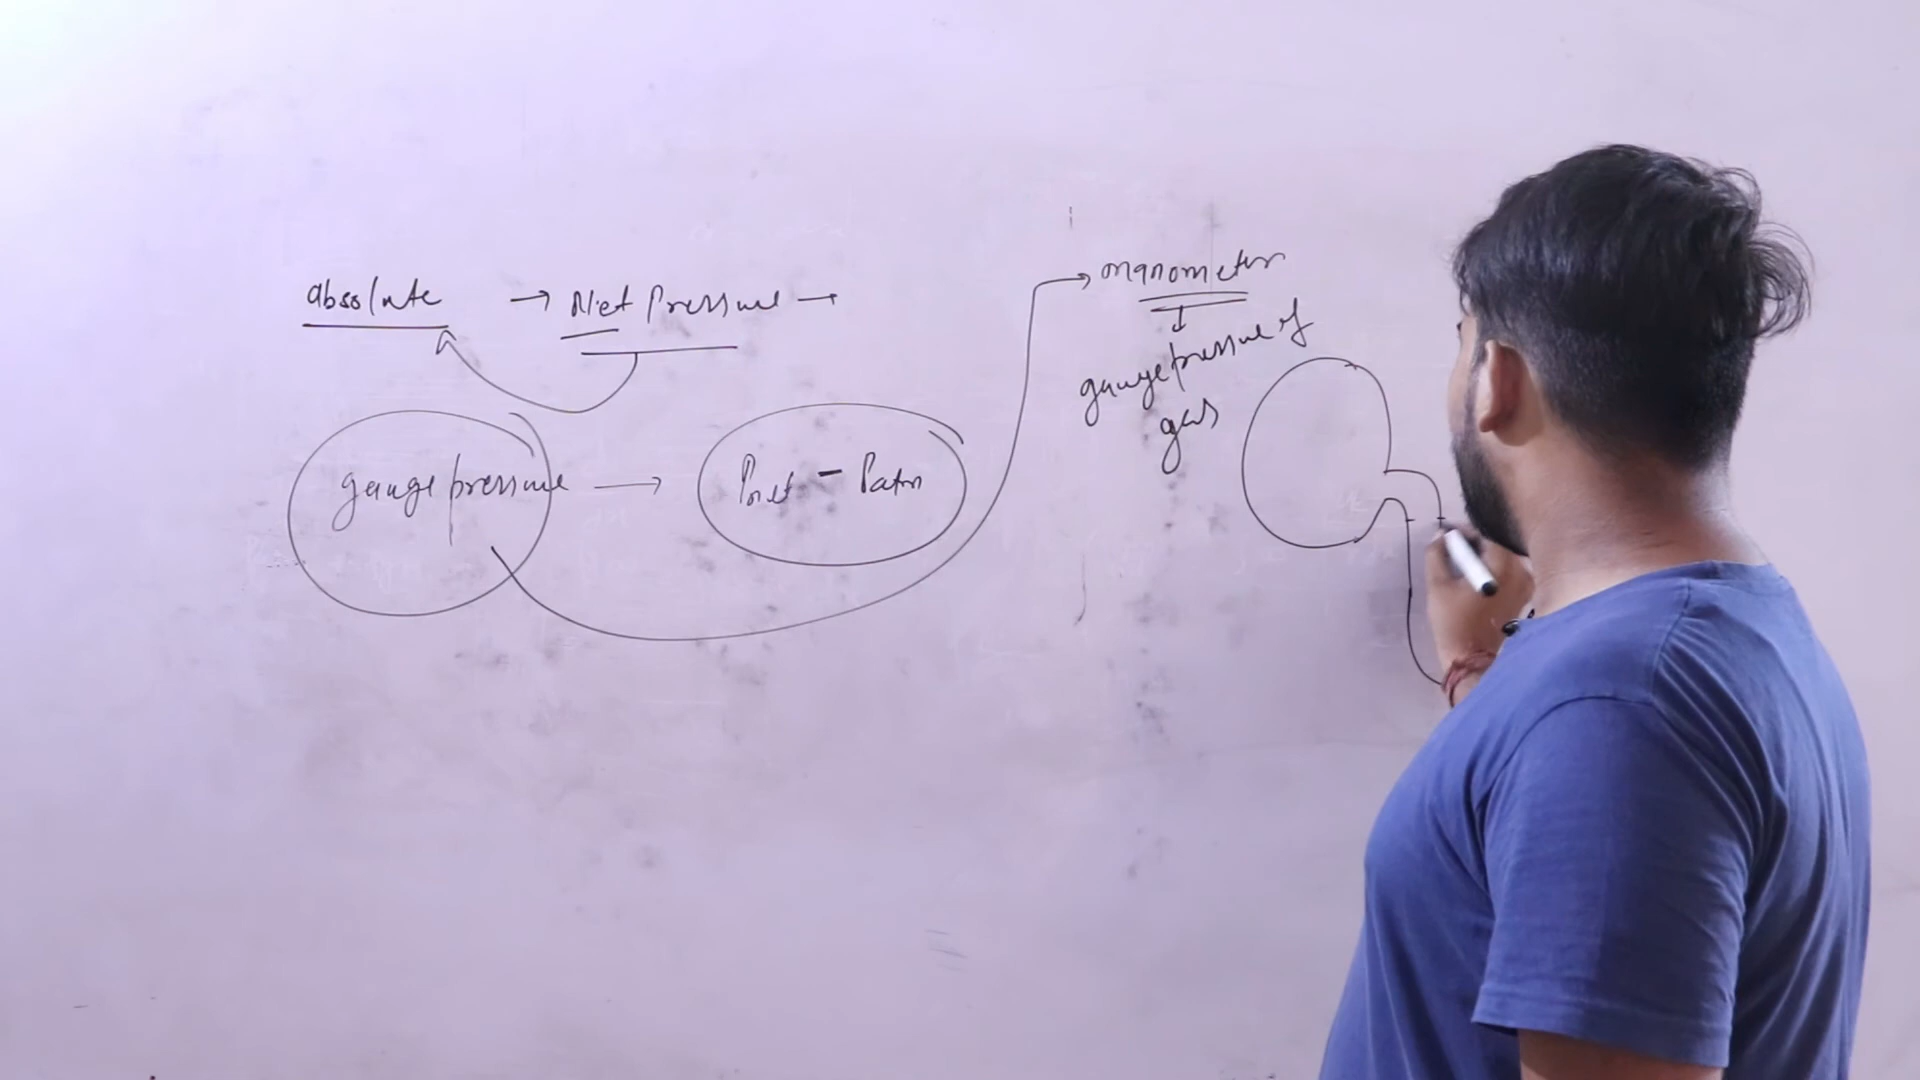 absolute → Net Pressure →
gauge pressure → Pnet - Patm
→ manometer
gauge pressure of
gas